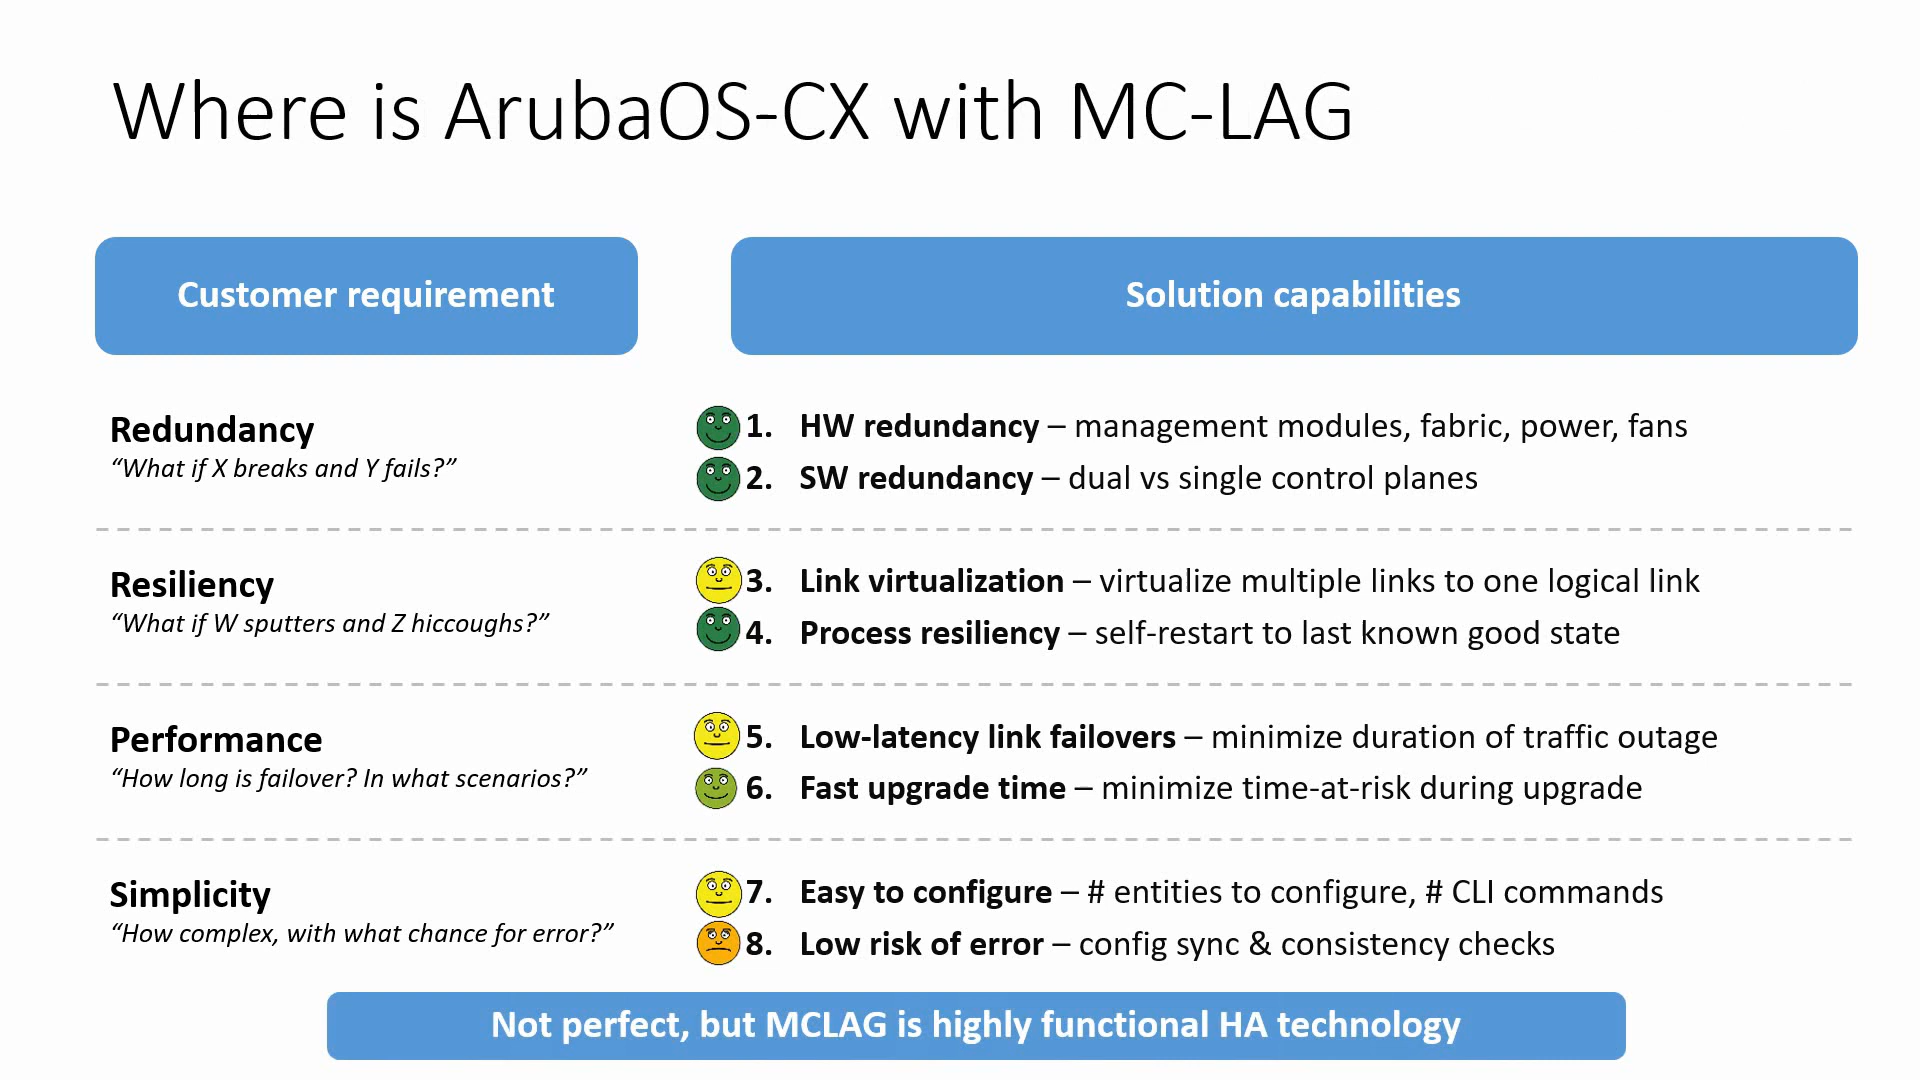 Where is ArubaOS-CX with MC-LAG
Customer requirement
Solution capabilities
Redundancy
“What if X breaks and Y fails?”
1. HW redundancy – management modules, fabric, power, fans
2. SW redundancy – dual vs single control planes
Resiliency
“What if W sputters and Z hiccoughs?”
3. Link virtualization – virtualize multiple links to one logical link
4. Process resiliency – self-restart to last known good state
Performance
“How long is failover? In what scenarios?”
5. Low-latency link failovers – minimize duration of traffic outage
6. Fast upgrade time – minimize time-at-risk during upgrade
Simplicity
“How complex, with what chance for error?”
7. Easy to configure – # entities to configure, # CLI commands
8. Low risk of error – config sync & consistency checks
Not perfect, but MCLAG is highly functional HA technology